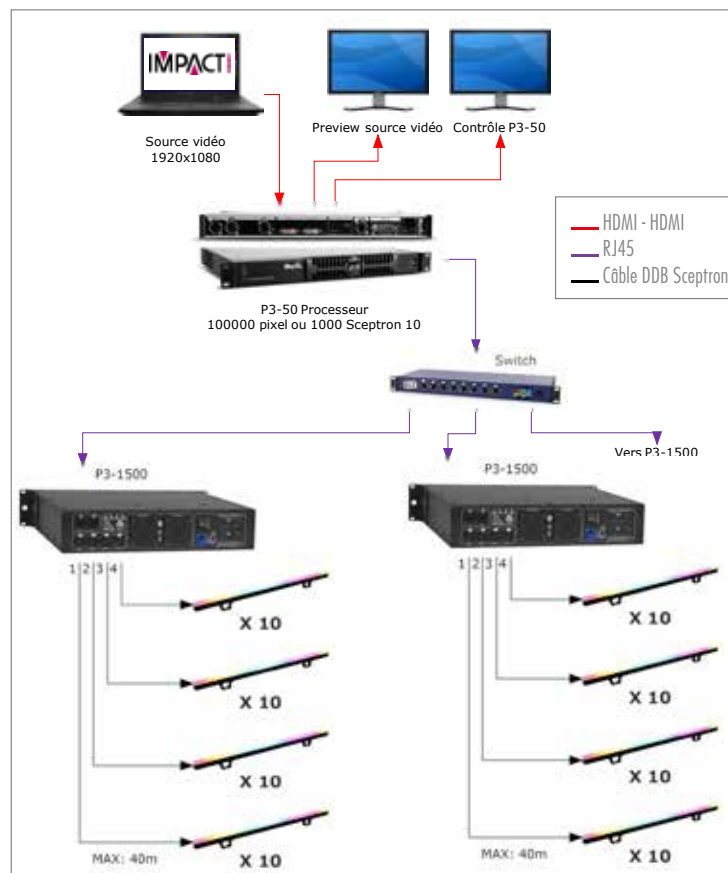 IMPACT
Source vidéo
1920x1080
Preview source vidéo
Contrôle P3-50
HDMI - HDMI
RJ45
Câble DDB Sceptron
P3-50 Processeur
100000 pixel ou 1000 Sceptron 10
Switch
Vers P3-1500
P3-1500
P3-1500
1 2 3 4
1 2 3 4
X 10
X 10
X 10
X 10
X 10
X 10
X 10
X 10
MAX: 40m
MAX: 40m